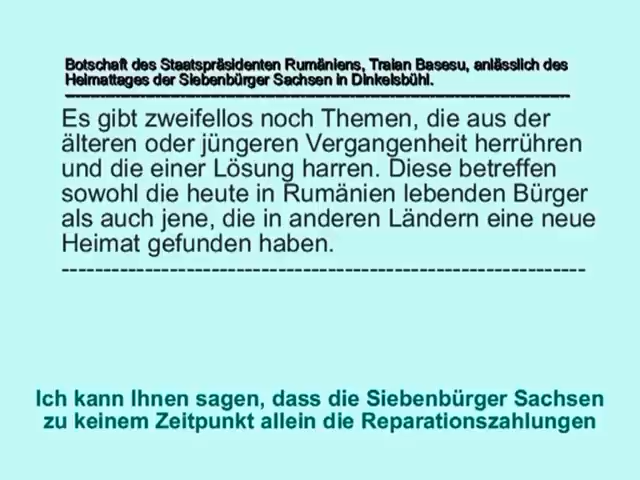 Botschaft des Staatspräsidenten Rumäniens, Traian Basesu, anlässlich des
Heimattages der Siebenbürger Sachsen in Dinkelsbühl.
Es gibt zweifellos noch Themen, die aus der
älteren oder jüngeren Vergangenheit herrühren
und die einer Lösung harren. Diese betreffen
sowohl die heute in Rumänien lebenden Bürger
als auch jene, die in anderen Ländern eine neue
Heimat gefunden haben.
Ich kann Ihnen sagen, dass die Siebenbürger Sachsen
zu keinem Zeitpunkt allein die Reparationszahlungen